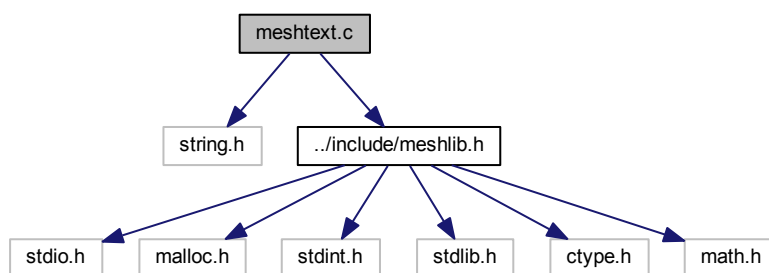 meshtext.c
string.h
../include/meshlib.h
stdio.h
malloc.h
stdint.h
stdlib.h
ctype.h
math.h